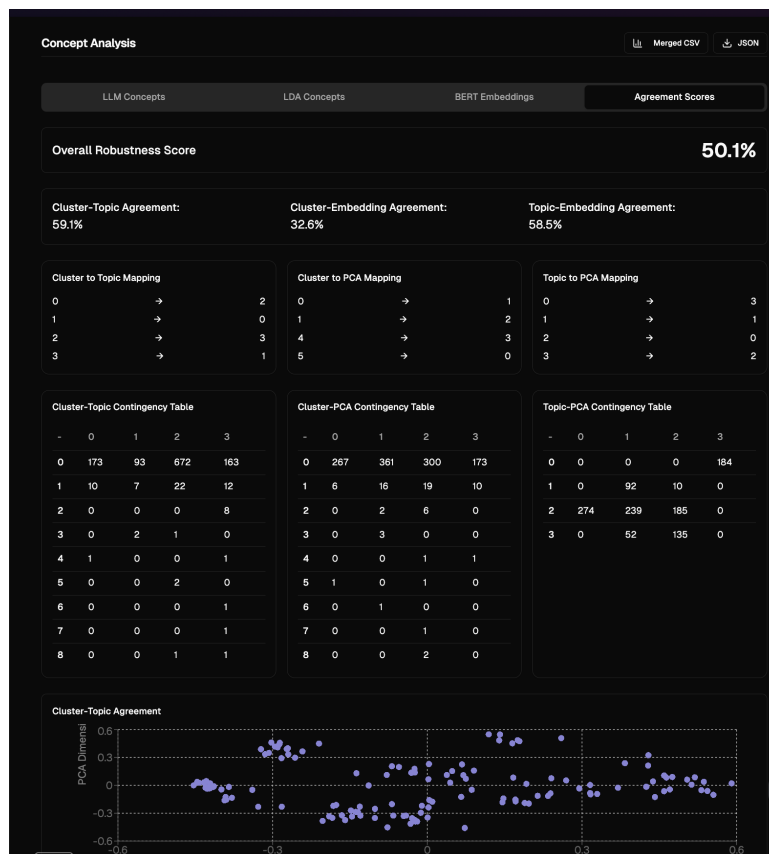 Concept Analysis
Merged CSV
JSON
LLM Concepts LDA Concepts BERT Embeddings Agreement Scores
Overall Robustness Score 50.1%
Cluster-Topic Agreement: Cluster-Embedding Agreement: Topic-Embedding Agreement:
59.1% 32.6% 58.5%
Cluster to Topic Mapping
0 → 2
1 → 0
2 → 3
3 → 1
Cluster to PCA Mapping
0 → 1
1 → 2
4 → 3
5 → 0
Topic to PCA Mapping
0 → 3
1 → 1
2 → 0
3 → 2
Cluster-Topic Contingency Table
- 0 1 2 3
0 173 93 672 163
1 10 7 22 12
2 0 0 0 8
3 0 2 1 0
4 1 0 0 1
5 0 0 2 0
6 0 0 0 1
7 0 0 0 1
8 0 0 1 1
Cluster-PCA Contingency Table
- 0 1 2 3
0 267 361 300 173
1 6 16 19 10
2 0 2 6 0
3 0 3 0 0
4 0 0 1 1
5 1 0 1 0
6 0 1 0 0
7 0 0 1 0
8 0 0 2 0
Topic-PCA Contingency Table
- 0 1 2 3
0 0 0 0 184
1 0 92 10 0
2 274 239 185 0
3 0 52 135 0
Cluster-Topic Agreement
PCA Dimensi
0.6
0.3
0
-0.3
-0.6
-0.6 -0.3 0 0.3 0.6